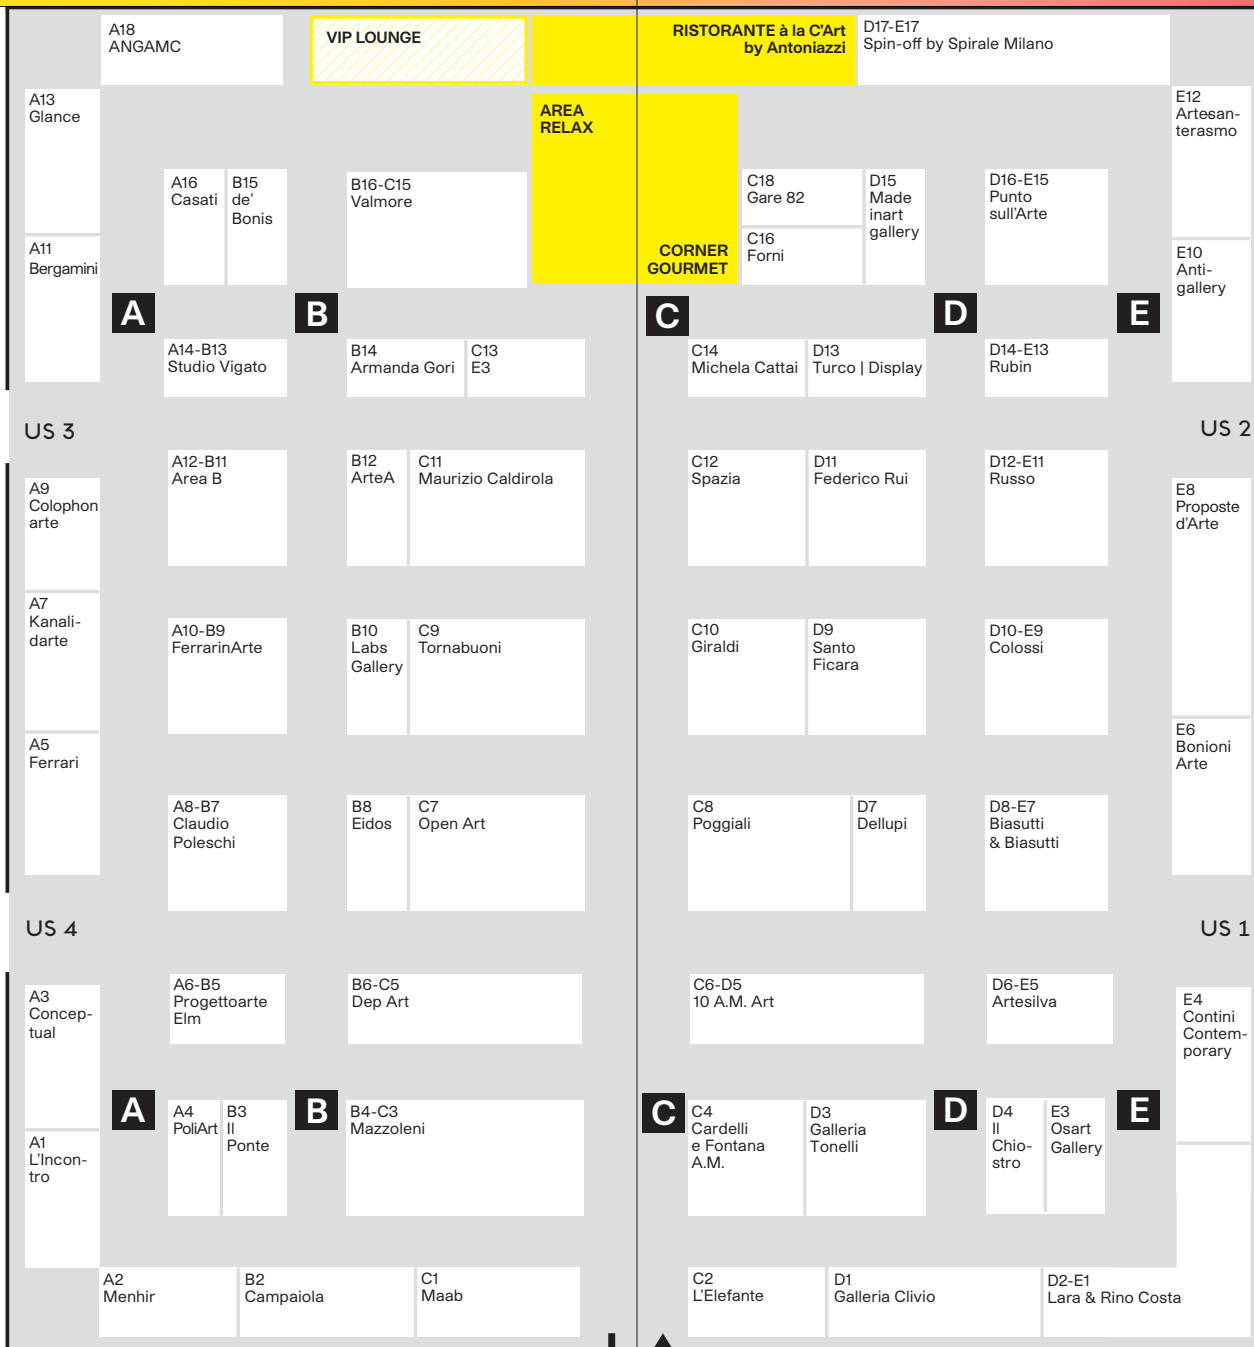 A18
ANGAMC
VIP LOUNGE
RISTORANTE à la C'Art
by Antoniazzi
D17-E17
Spin-off by Spirale Milano
A13
Glance
AREA
RELAX
CORNER
GOURMET
E12
Artesan-
terasmo
A16
Casati
B15
de'
Bonis
B16-C15
Valmore
C18
Gare 82
C16
Forni
D15
Made
inart
gallery
D16-E15
Punto
sull'Arte
A11
Bergamini
E10
Anti-
gallery
A
B
C
D
E
A14-B13
Studio Vigato
B14
Armanda Gori
C13
E3
C14
Michela Cattai
D13
Turco | Display
D14-E13
Rubin
US 3
US 2
A12-B11
Area B
B12
ArteA
C11
Maurizio Caldirola
C12
Spazia
D11
Federico Rui
D12-E11
Russo
A9
Colophon
arte
E8
Proposte
d'Arte
A7
Kanali-
darte
A10-B9
FerrarinArte
B10
Labs
Gallery
C9
Tornabuoni
C10
Giraldi
D9
Santo
Ficara
D10-E9
Colossi
A5
Ferrari
E6
Bonioni
Arte
A8-B7
Claudio
Poleschi
B8
Eidos
C7
Open Art
C8
Poggiali
D7
Dellupi
D8-E7
Biasutti
& Biasutti
US 4
US 1
A3
Concep-
tual
A6-B5
Progettoarte
Elm
B6-C5
Dep Art
C6-D5
10 A.M. Art
D6-E5
Artesilva
E4
Contini
Contem-
porary
A
B
C
D
E
A4
PoliArt
B3
Il
Ponte
B4-C3
Mazzoleni
C4
Cardelli
e Fontana
A.M.
D3
Galleria
Tonelli
D4
Il
Chio-
stro
E3
Osart
Gallery
A1
L'Incon-
tro
A2
Menhir
B2
Campaiola
C1
Maab
C2
L'Elefante
D1
Galleria Clivio
D2-E1
Lara & Rino Costa